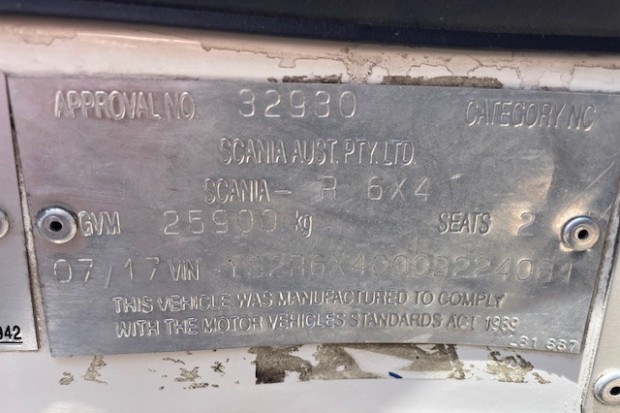 APPROVAL NO. 32930 CATEGORY NC
SCANIA AUST. PTY. LTD.
SCANIA - R 6X4
GVM 25900 kg SEATS 2
07/17 VIN
THIS VEHICLE WAS MANUFACTURED TO COMPLY
WITH THE MOTOR VEHICLES STANDARDS ACT 1989
942